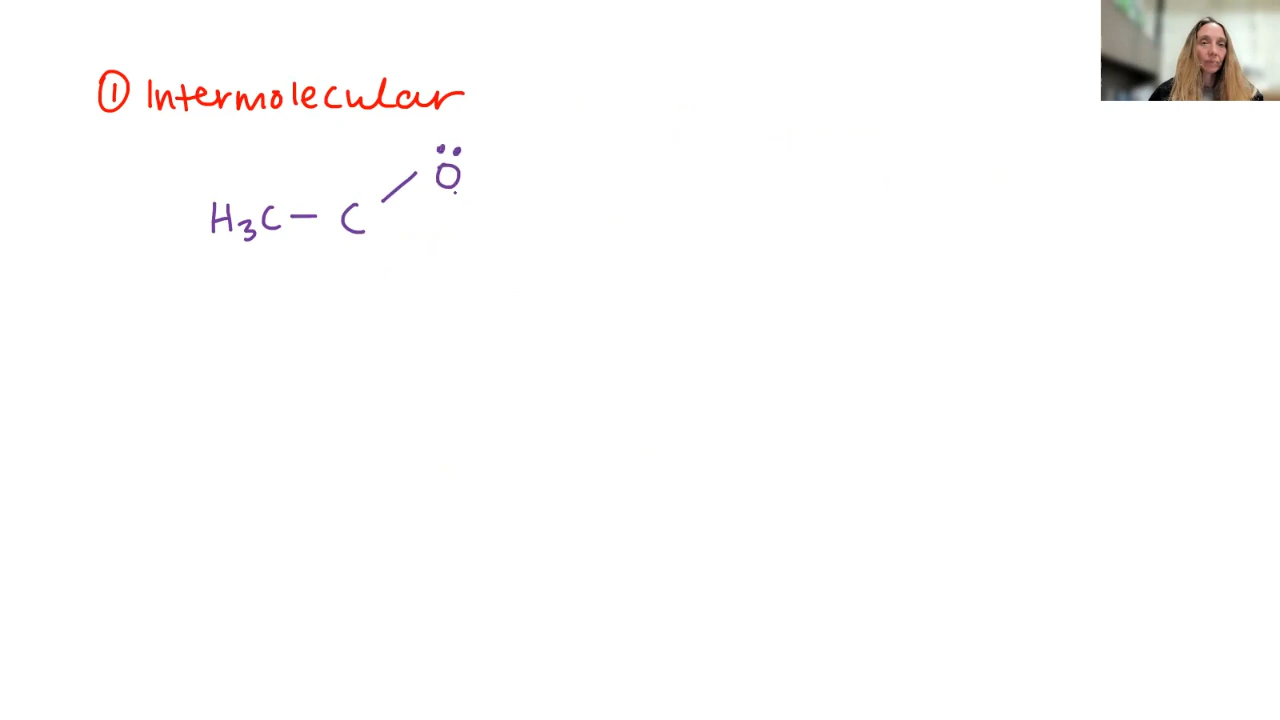 ① Intermolecular
O
H₃C – C